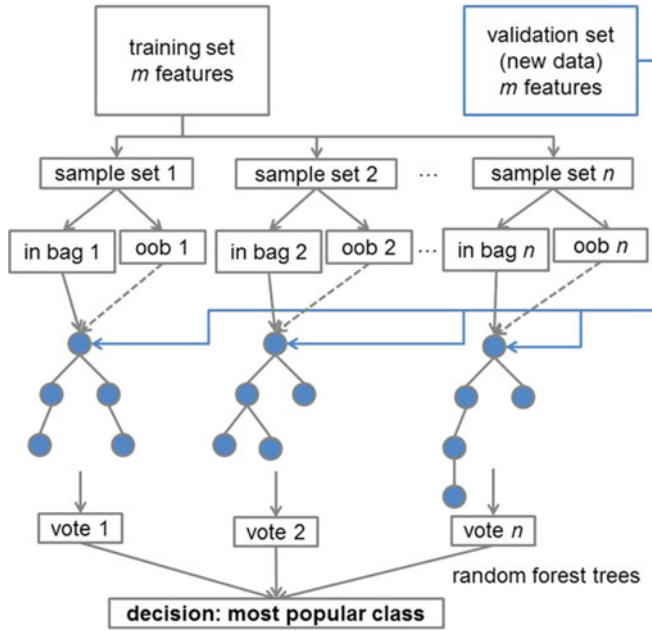 training set
m features
validation set
(new data)
m features
sample set 1
sample set 2
...
sample set n
in bag 1
oob 1
in bag 2
oob 2
...
in bag n
oob n
vote 1
vote 2
vote n
random forest trees
decision: most popular class